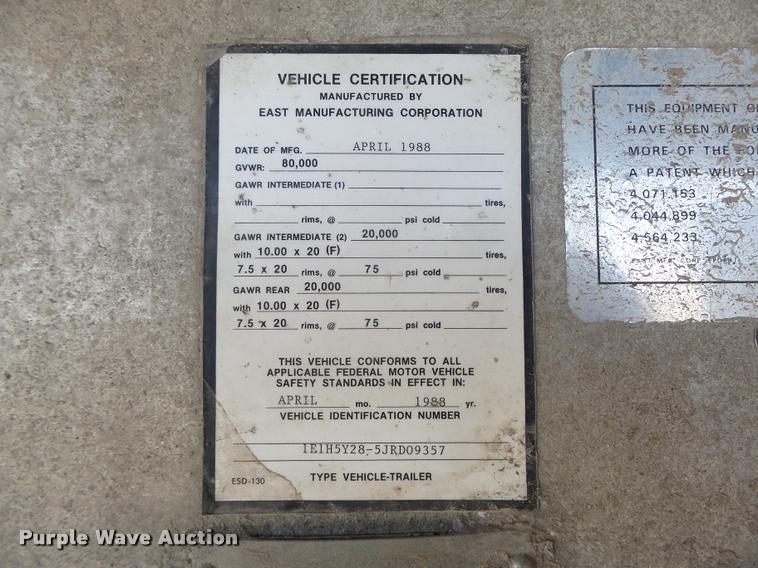 VEHICLE CERTIFICATION
MANUFACTURED BY
EAST MANUFACTURING CORPORATION
DATE OF MFG. APRIL 1988
GVWR: 80,000
GAWR INTERMEDIATE (1)
with tires,
rims, @ psi cold
GAWR INTERMEDIATE (2) 20,000
with 10.00 x 20 (F) tires,
7.5 x 20 rims, @ 75 psi cold
GAWR REAR 20,000 tires,
with 10.00 x 20 (F)
7.5 x 20 rims, @ 75 psi cold
THIS VEHICLE CONFORMS TO ALL
APPLICABLE FEDERAL MOTOR VEHICLE
SAFETY STANDARDS IN EFFECT IN:
APRIL mo. 1988 yr.
VEHICLE IDENTIFICATION NUMBER
1E1H5Y28-5JRD09357
ESD-130 TYPE VEHICLE-TRAILER
THIS EQUIPMENT
HAVE BEEN
MORE OF THE
A PATENT WHICH
4,071,153
4,044,899
4,564,233
Purple Wave Auction